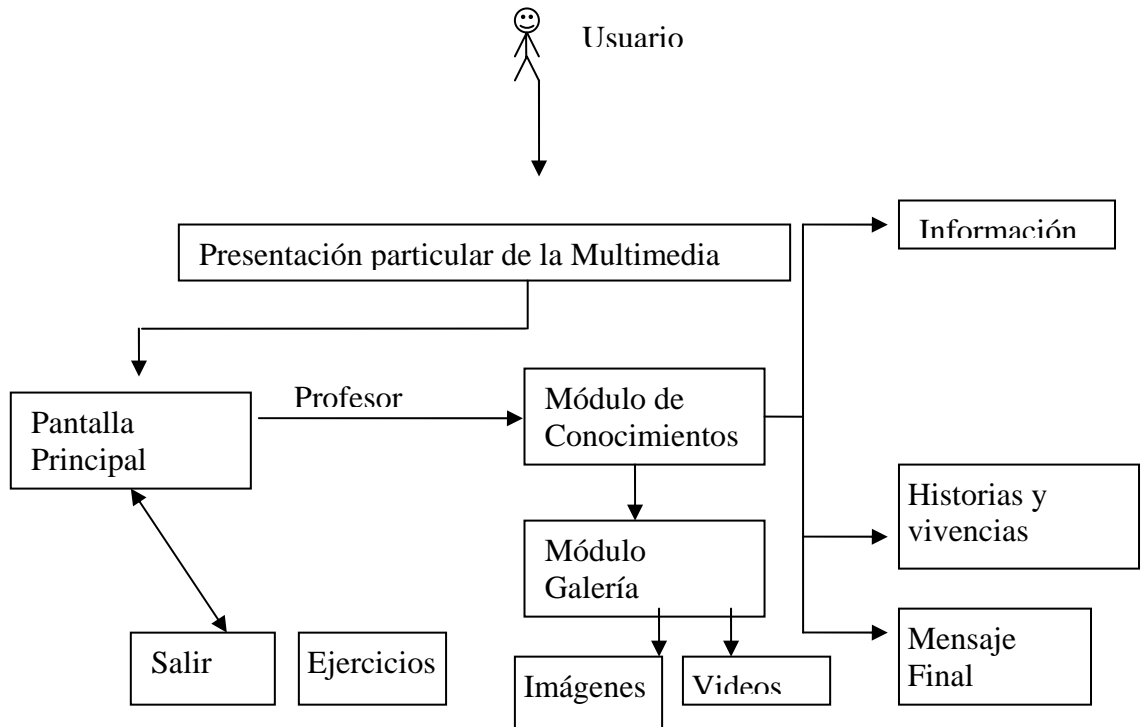 Usuario
Presentación particular de la Multimedia
Información
Profesor
Pantalla
Principal
Módulo de
Conocimientos
Historias y
vivencias
Módulo
Galería
Salir
Ejercicios
Imágenes
Videos
Mensaje
Final